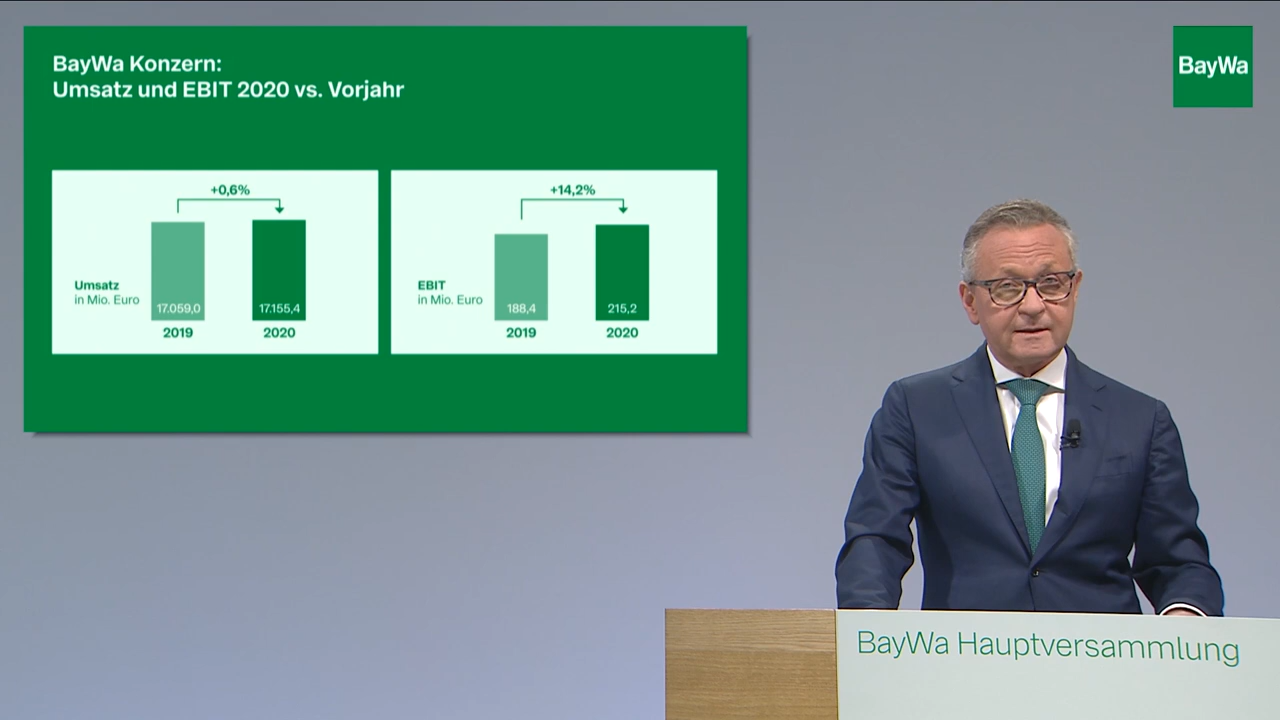 BayWa Konzern:
Umsatz und EBIT 2020 vs. Vorjahr
+0,6%
Umsatz
in Mio. Euro
17.059,0
17.155,4
2019
2020
+14,2%
EBIT
in Mio. Euro
188,4
215,2
2019
2020
BayWa
BayWa Hauptversammlung